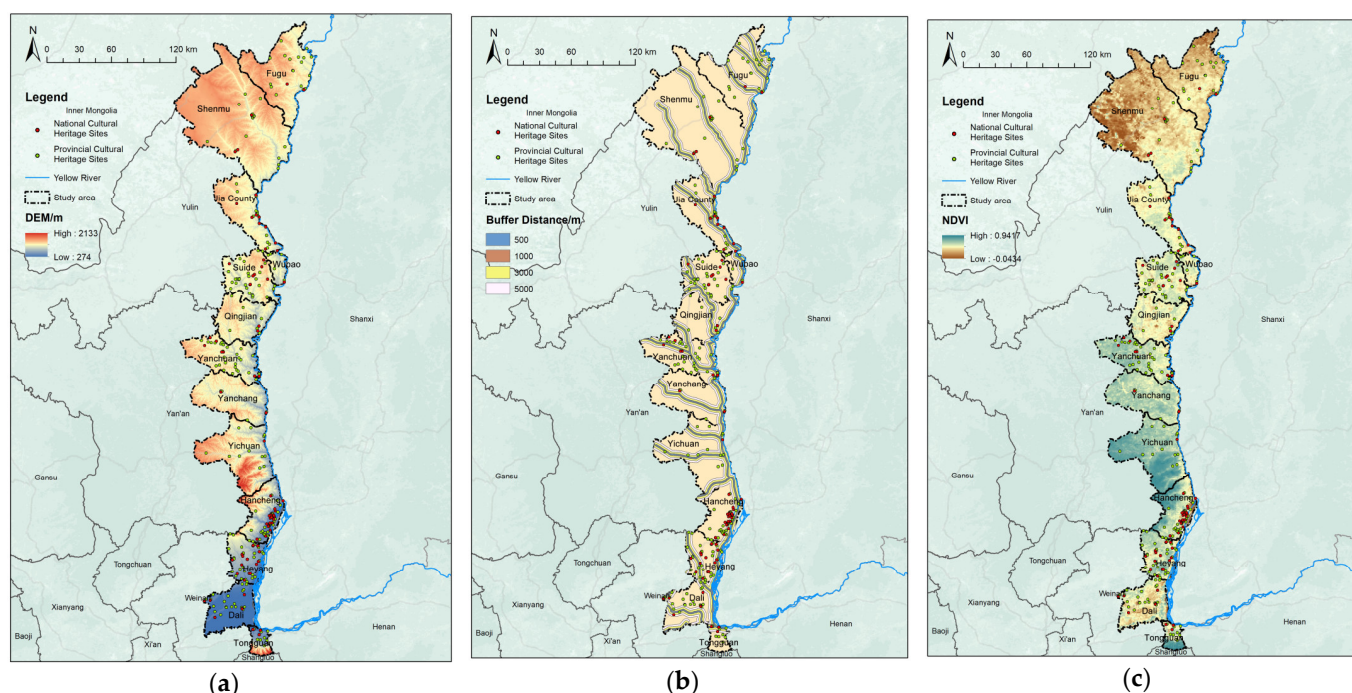 N
0 30 60 120 km
Legend
Inner Mongolia
National Cultural
Heritage Sites
Provincial Cultural
Heritage Sites
Yellow River
Study area
DEM/m
High : 2133
Low : 274
Fugu
Shenmu
Yulin
Jia County
Wubao
Suide
Qingjian
Shanxi
Yanchuan
Yanchang
Yan'an
Yichuan
Gansu
Hancheng
Tongchuan
Heyang
Weinan
Dali
Xianyang
Henan
Tongguan
Baoji
Xi'an
Shangluo
(a)
N
0 30 60 120 km
Legend
Inner Mongolia
National Cultural
Heritage Sites
Provincial Cultural
Heritage Sites
Yellow River
Study area
Buffer Distance/m
500
1000
3000
5000
Fugu
Shenmu
Yulin
Jia County
Wubao
Suide
Qingjian
Shanxi
Yanchuan
Yanchang
Yan'an
Yichuan
Gansu
Hancheng
Tongchuan
Heyang
Weinan
Dali
Xianyang
Henan
Tongguan
Baoji
Xi'an
Shangluo
(b)
N
0 30 60 120 km
Legend
Inner Mongolia
National Cultural
Heritage Sites
Provincial Cultural
Heritage Sites
Yellow River
Study area
NDVI
High : 0.9417
Low : -0.0434
Fugu
Shenmu
Yulin
Jia County
Wubao
Suide
Qingjian
Shanxi
Yanchuan
Yanchang
Yan'an
Yichuan
Gansu
Hancheng
Tongchuan
Heyang
Weinan
Dali
Xianyang
Henan
Tongguan
Baoji
Xi'an
Shangluo
(c)